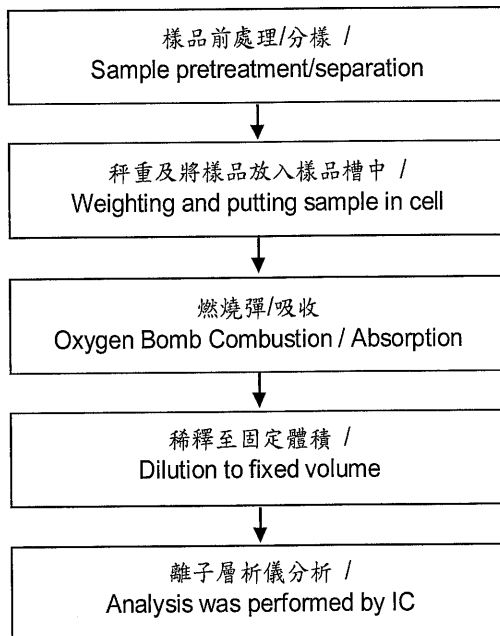 樣品前處理/分樣 /
Sample pretreatment/separation
秤重及將樣品放入樣品槽中 /
Weighting and putting sample in cell
燃燒彈/吸收
Oxygen Bomb Combustion / Absorption
稀釋至固定體積 /
Dilution to fixed volume
離子層析儀分析 /
Analysis was performed by IC